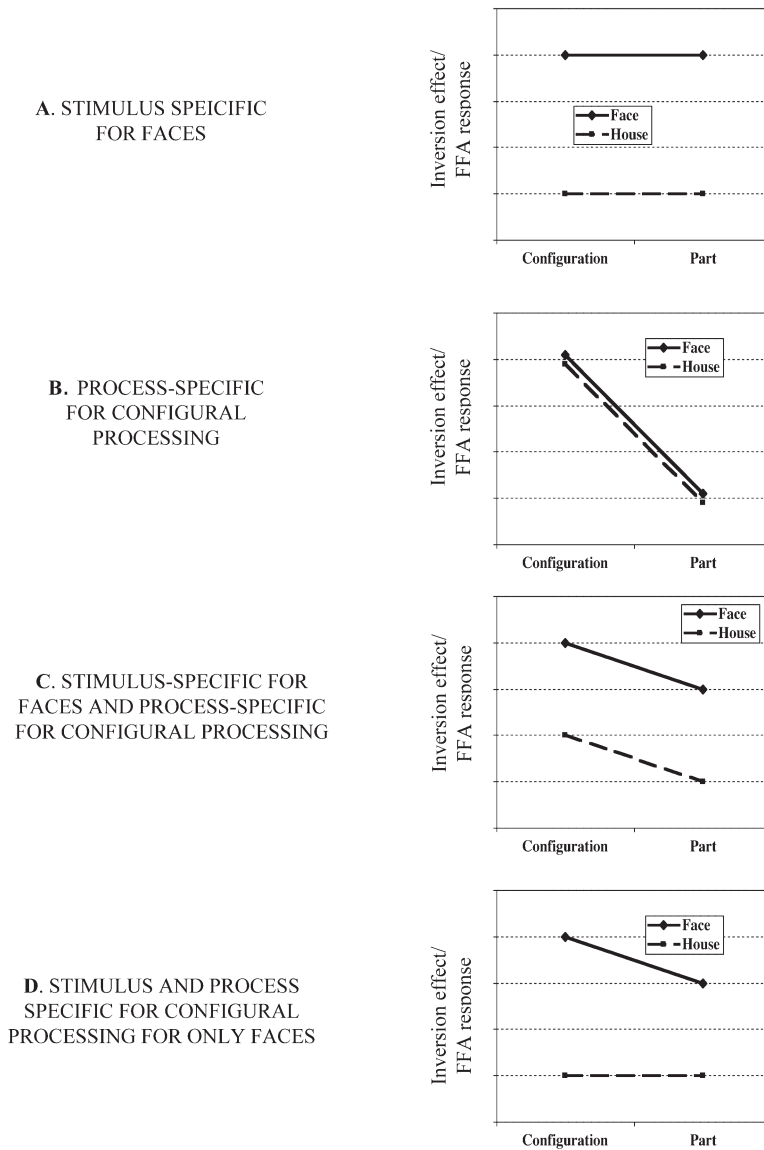 A. STIMULUS SPEICIFIC
FOR FACES
Inversion effect/
FFA response
Face
House
Configuration Part
B. PROCESS-SPECIFIC
FOR CONFIGURAL
PROCESSING
Inversion effect/
FFA response
Face
House
Configuration Part
C. STIMULUS-SPECIFIC FOR
FACES AND PROCESS-SPECIFIC
FOR CONFIGURAL PROCESSING
Inversion effect/
FFA response
Face
House
Configuration Part
D. STIMULUS AND PROCESS
SPECIFIC FOR CONFIGURAL
PROCESSING FOR ONLY FACES
Inversion effect/
FFA response
Face
House
Configuration Part